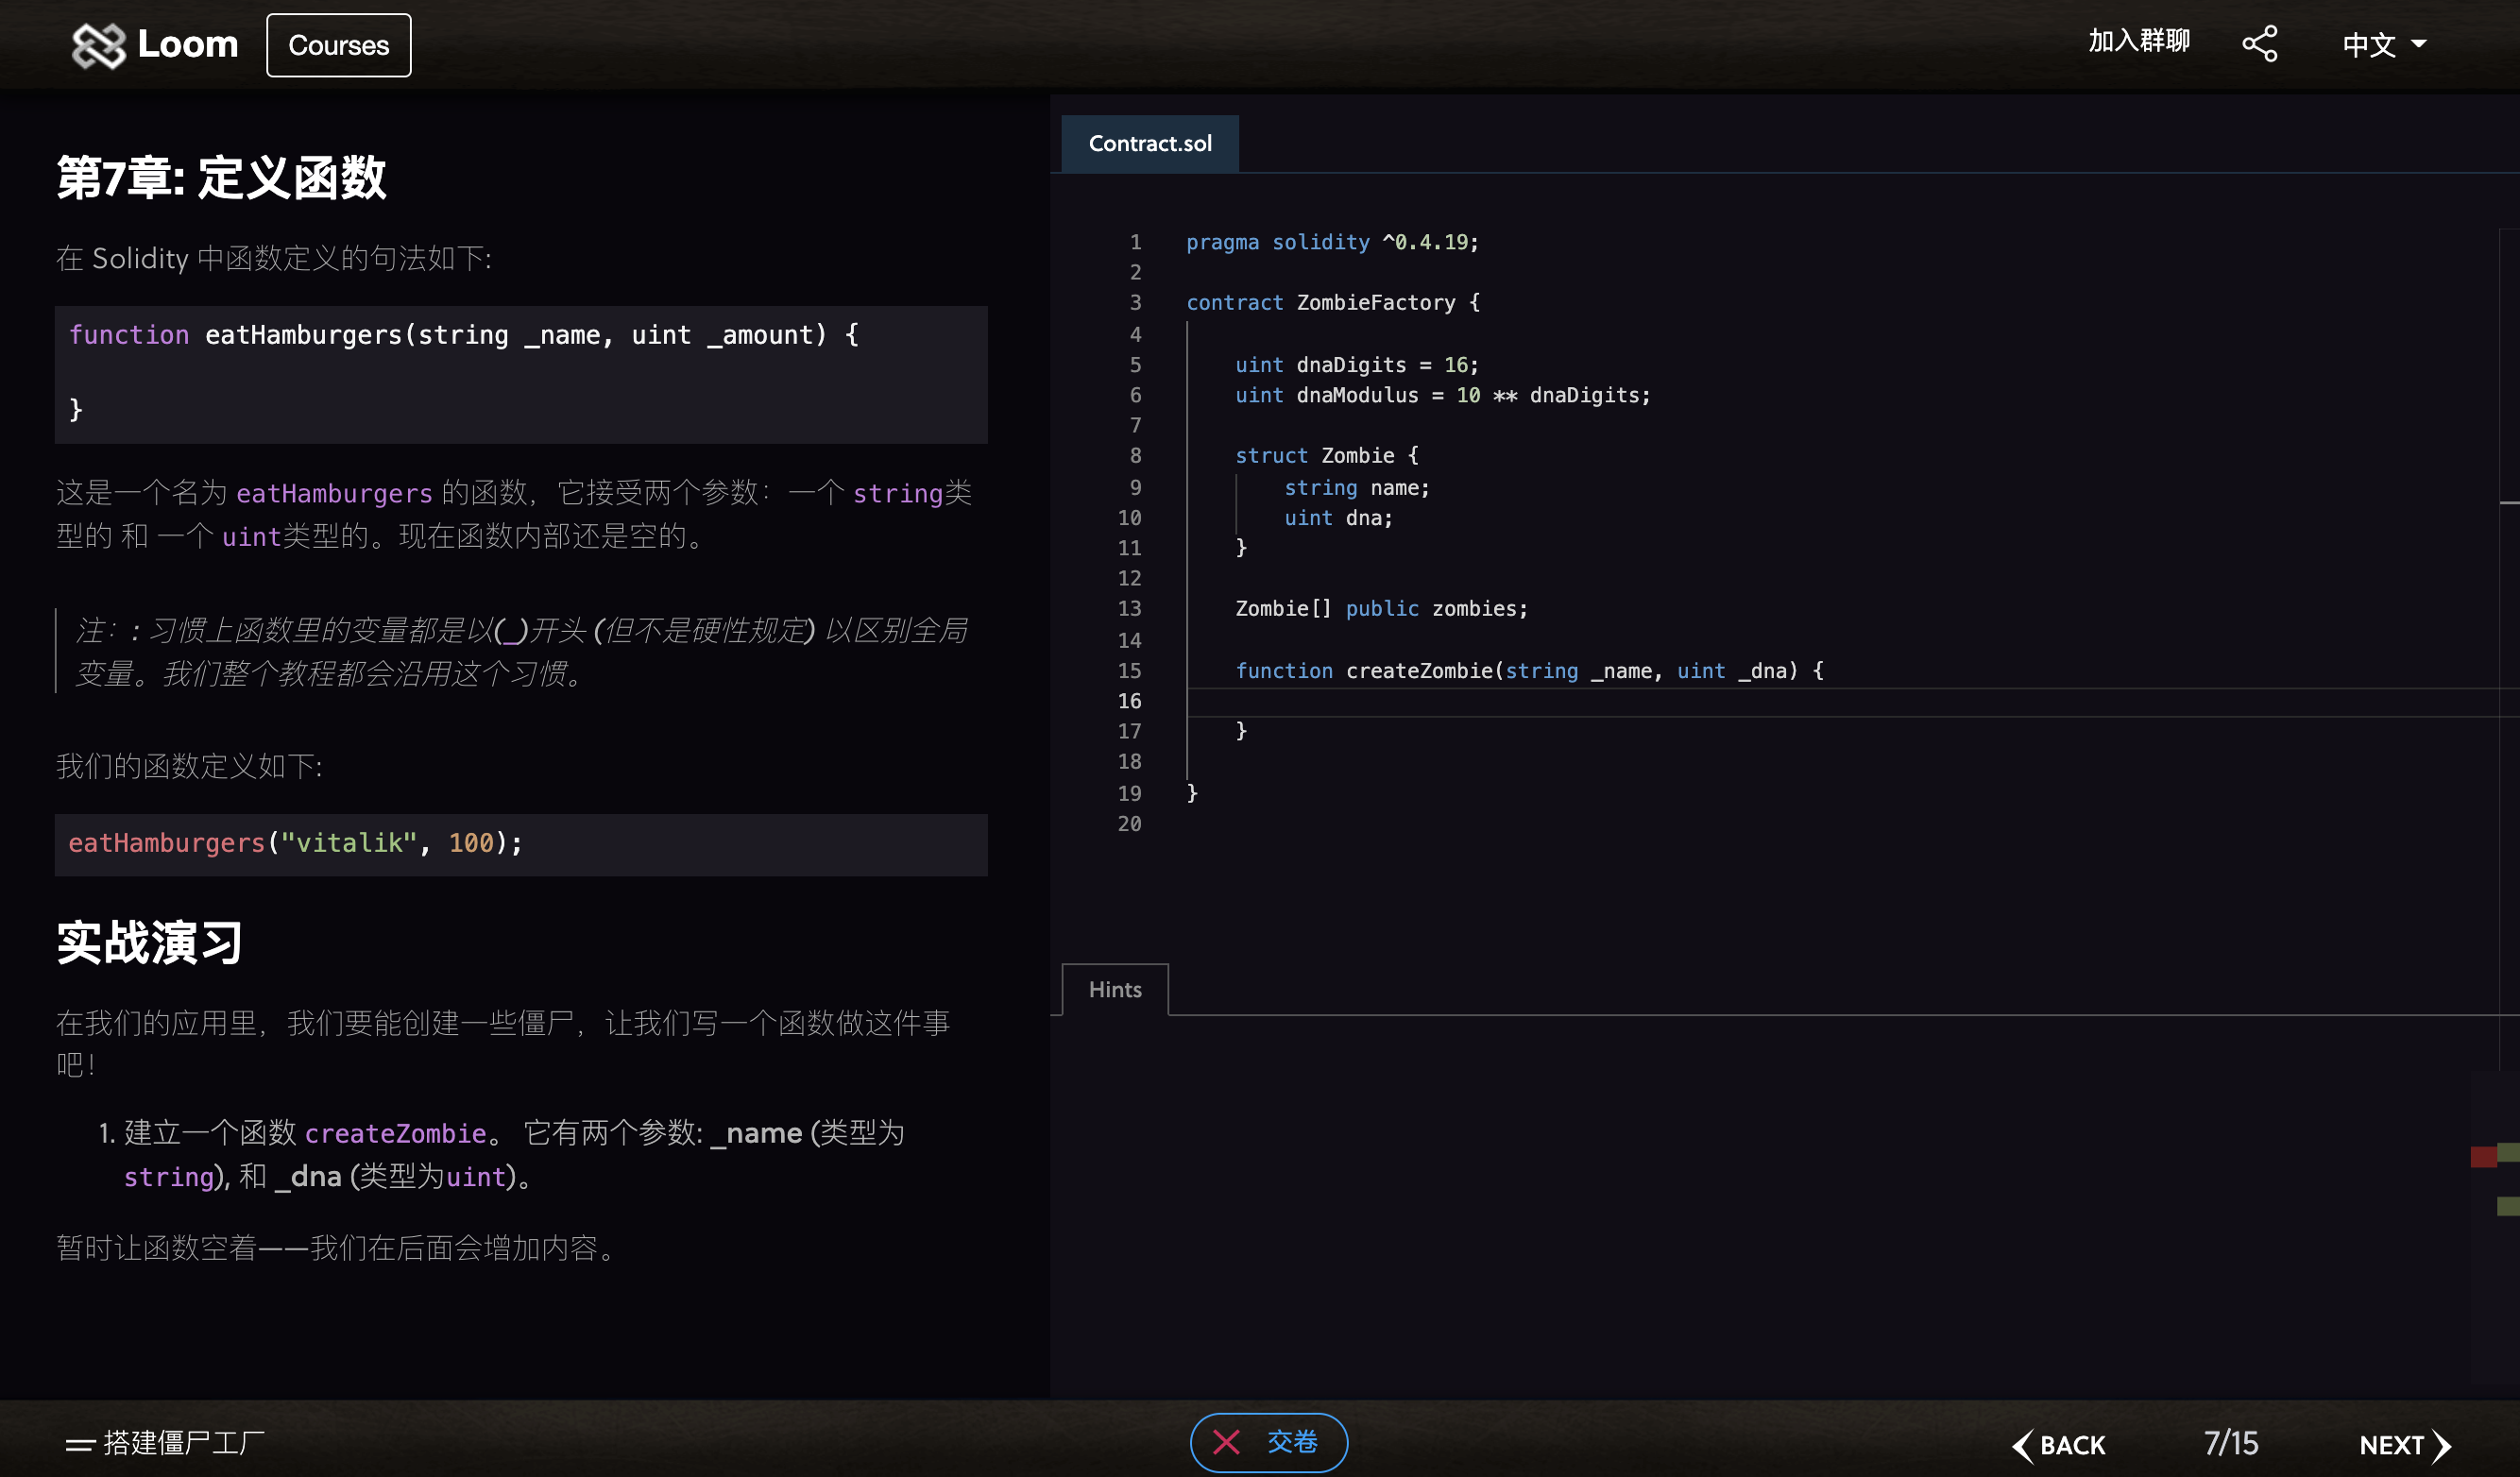 Loom
Courses
加入群聊
中文
第7章: 定义函数
在 Solidity 中函数定义的句法如下:
function eatHamburgers(string _name, uint _amount) {
}
这是一个名为 eatHamburgers 的函数，它接受两个参数：一个 string类
型的 和 一个 uint类型的。现在函数内部还是空的。
注：: 习惯上函数里的变量都是以(_)开头 (但不是硬性规定) 以区别全局
变量。我们整个教程都会沿用这个习惯。
我们的函数定义如下:
eatHamburgers("vitalik", 100);
实战演习
在我们的应用里，我们要能创建一些僵尸，让我们写一个函数做这件事
吧！
1. 建立一个函数 createZombie。 它有两个参数: _name (类型为
string), 和 _dna (类型为uint)。
暂时让函数空着——我们在后面会增加内容。
Contract.sol
1 pragma solidity ^0.4.19;
2
3 contract ZombieFactory {
4
5 uint dnaDigits = 16;
6 uint dnaModulus = 10 ** dnaDigits;
7
8 struct Zombie {
9 string name;
10 uint dna;
11 }
12
13 Zombie[] public zombies;
14
15 function createZombie(string _name, uint _dna) {
16
17 }
18
19 }
20
Hints
搭建僵尸工厂
交卷
BACK
7/15
NEXT